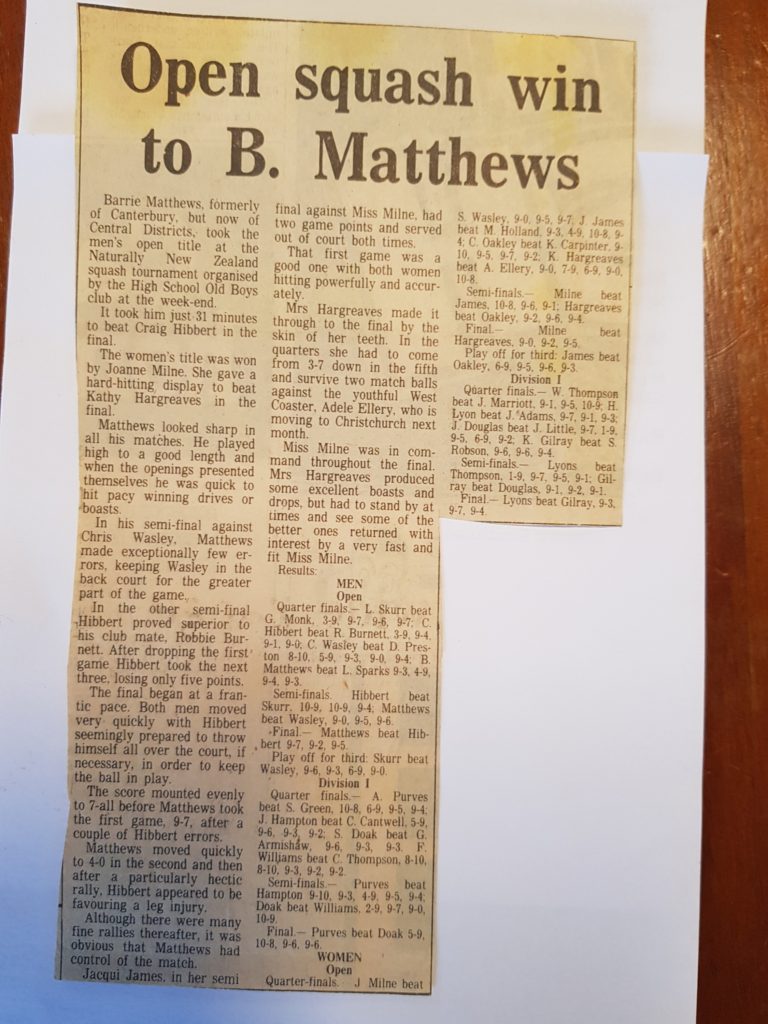 Open squash win
to B. Matthews
Barrie Matthews, formerly
of Canterbury, but now of
Central Districts, took the
men's open title at the
Naturally New Zealand
squash tournament organised
by the High School Old Boys
club at the week-end.
It took him just 31 minutes
to beat Craig Hibbert in the
final.
The women's title was won
by Joanne Milne. She gave a
hard-hitting display to beat
Kathy Hargreaves in the
final.
Matthews looked sharp in
all his matches. He played
high to a good length and
when the openings presented
themselves he was quick to
hit pacy winning drives or
boasts.
In his semi-final against
Chris Wasley, Matthews
made exceptionally few er-
rors, keeping Wasley in the
back court for the greater
part of the game.
In the other semi-final
Hibbert proved superior to
his club mate, Robbie Bur-
nett. After dropping the first
game Hibbert took the next
three, losing only five points.
The final began at a fran-
tic pace. Both men moved
very quickly with Hibbert
seemingly prepared to throw
himself all over the court, if
necessary, in order to keep
the ball in play.
The score mounted evenly
to 7-all before Matthews took
the first game, 9-7, after a
couple of Hibbert errors.
Matthews moved quickly
to 4-0 in the second and then
after a particularly hectic
rally, Hibbert appeared to be
favouring a leg injury.
Although there were many
fine rallies thereafter, it was
obvious that Matthews had
control of the match.
Jacqui James, in her semi
final against Miss Milne, had
two game points and served
out of court both times.
That first game was a
good one with both women
hitting powerfully and accur-
ately.
Mrs Hargreaves made it
through to the final by the
skin of her teeth. In the
quarters she had to come
from 3-7 down in the fifth
and survive two match balls
against the youthful West
Coaster, Adele Ellery, who is
moving to Christchurch next
month.
Miss Milne was in com-
mand throughout the final.
Mrs Hargreaves produced
some excellent boasts and
drops, but had to stand by at
times and see some of the
better ones returned with
interest by a very fast and
fit Miss Milne.
Results:
MEN
Open
Quarter finals.— L. Skurr beat
G. Monk, 3-9, 9-7, 9-6, 9-7; C.
Hibbert beat R. Burnett, 3-9, 9-4,
9-1, 9-0; C. Wasley beat D. Pres-
ton 8-10, 5-9, 9-3, 9-0, 9-4; B.
Matthews beat L. Sparks 9-3, 4-9,
9-4, 9-3.
Semi-finals. Hibbert beat
Skurr, 10-9, 10-9, 9-4; Matthews
beat Wasley, 9-0, 9-5, 9-6.
Final.— Matthews beat Hib-
bert 9-7, 9-2, 9-5.
Play off for third: Skurr beat
Wasley, 9-6, 9-3, 6-9, 9-0.
Division I
Quarter finals.— A. Purves
beat S. Green, 10-8, 6-9, 9-5, 9-4;
J. Hampton beat C. Cantwell, 5-9,
9-6, 9-3, 9-2; S. Doak beat G.
Armishaw, 9-6, 9-3, 9-3. F.
Williams beat C. Thompson, 8-10,
8-10, 9-3, 9-2, 9-2.
Semi-finals.— Purves beat
Hampton 9-10, 9-3, 4-9, 9-5, 9-4;
Doak beat Williams, 2-9, 9-7, 9-0,
10-9.
Final.— Purves beat Doak 5-9,
10-8, 9-6, 9-6.
WOMEN
Open
Quarter-finals. J Milne beat
S. Wasley, 9-0, 9-5, 9-7; J James
beat M. Holland, 9-3, 4-9, 10-8, 9-
4; C. Oakley beat K. Carpinter, 9-
10, 9-5, 9-7, 9-2; K. Hargreaves
beat A. Ellery, 9-0, 7-9, 6-9, 9-0,
10-8.
Semi-finals.— Milne beat
James, 10-8, 9-6, 9-1; Hargreaves
beat Oakley, 9-2, 9-6, 9-4.
Final.— Milne beat
Hargreaves, 9-0, 9-2, 9-5.
Play off for third: James beat
Oakley, 6-9, 9-5, 9-6, 9-3.
Division I
Quarter finals.— W. Thompson
beat J. Marriott, 9-1, 9-5, 10-9; H.
Lyon beat J. Adams, 9-7, 9-1, 9-3;
J. Douglas beat J. Little, 9-7, 1-9,
9-5, 6-9, 9-2; K. Gilray beat S.
Robson, 9-6, 9-6, 9-4.
Semi-finals.— Lyons beat
Thompson, 1-9, 9-7, 9-5, 9-1; Gil-
ray beat Douglas, 9-1, 9-2, 9-1.
Final.— Lyons beat Gilray, 9-3,
9-7, 9-4.